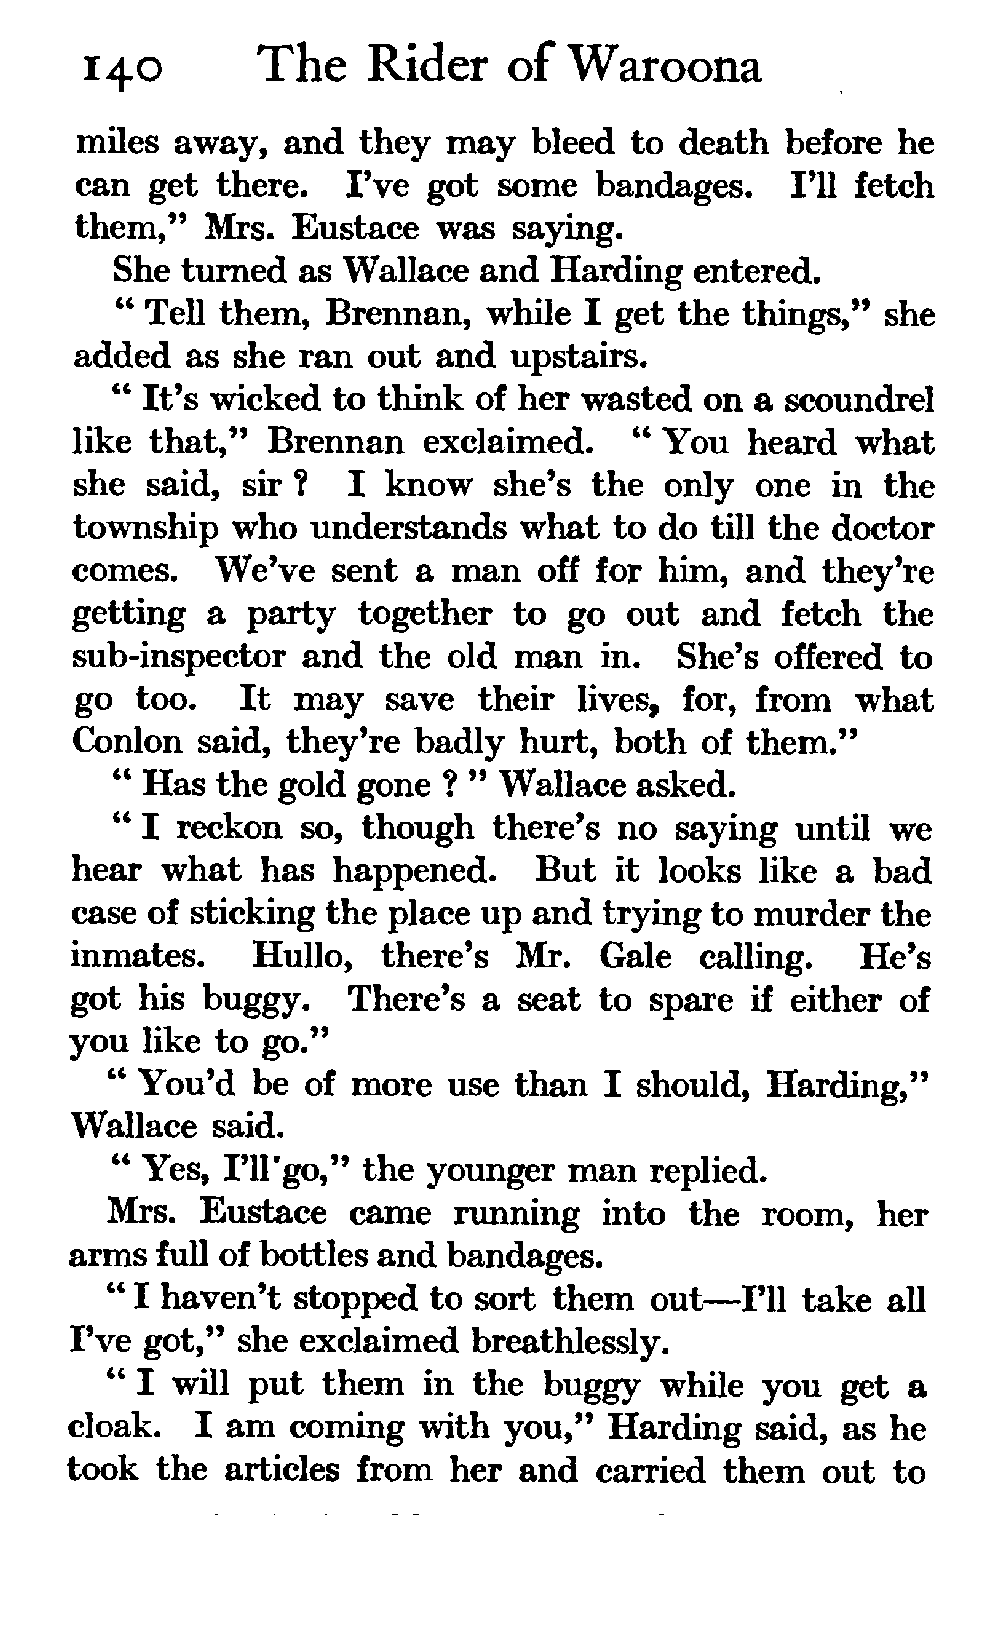 140 The Rider of Waroona
miles away, and they may bleed to death before he
can get there. I've got some bandages. I'll fetch
them," Mrs. Eustace was saying.
She turned as Wallace and Harding entered.
" Tell them, Brennan, while I get the things," she
added as she ran out and upstairs.
" It's wicked to think of her wasted on a scoundrel
like that," Brennan exclaimed. " You heard what
she said, sir ? I know she's the only one in the
township who understands what to do till the doctor
comes. We've sent a man off for him, and they're
getting a party together to go out and fetch the
sub-inspector and the old man in. She's offered to
go too. It may save their lives, for, from what
Conlon said, they're badly hurt, both of them."
" Has the gold gone ? " Wallace asked.
" I reckon so, though there's no saying until we
hear what has happened. But it looks like a bad
case of sticking the place up and trying to murder the
inmates. Hullo, there's Mr. Gale calling. He's
got his buggy. There's a seat to spare if either of
you like to go."
" You'd be of more use than I should, Harding,"
Wallace said.
" Yes, I'll go," the younger man replied.
Mrs. Eustace came running into the room, her
arms full of bottles and bandages.
" I haven't stopped to sort them out—I'll take all
I've got," she exclaimed breathlessly.
" I will put them in the buggy while you get a
cloak. I am coming with you," Harding said, as he
took the articles from her and carried them out to